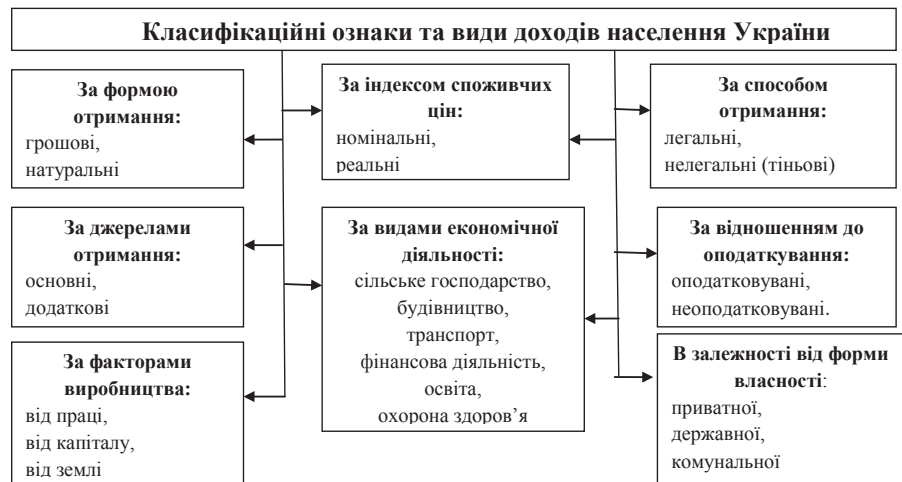 Класифікаційні ознаки та види доходів населення України
За формою
отримання:
грошові,
натуральні
За індексом споживчих
цін:
номінальні,
реальні
За способом
отримання:
легальні,
нелегальні (тіньові)
За джерелами
отримання:
основні,
додаткові
За видами економічної
діяльності:
сільське господарство,
будівництво,
транспорт,
фінансова діяльність,
освіта,
охорона здоров’я
За відношенням до
оподаткування:
оподатковувані,
неоподатковувані.
За факторами
виробництва:
від праці,
від капіталу,
від землі
В залежності від форми
власності:
приватної,
державної,
комунальної